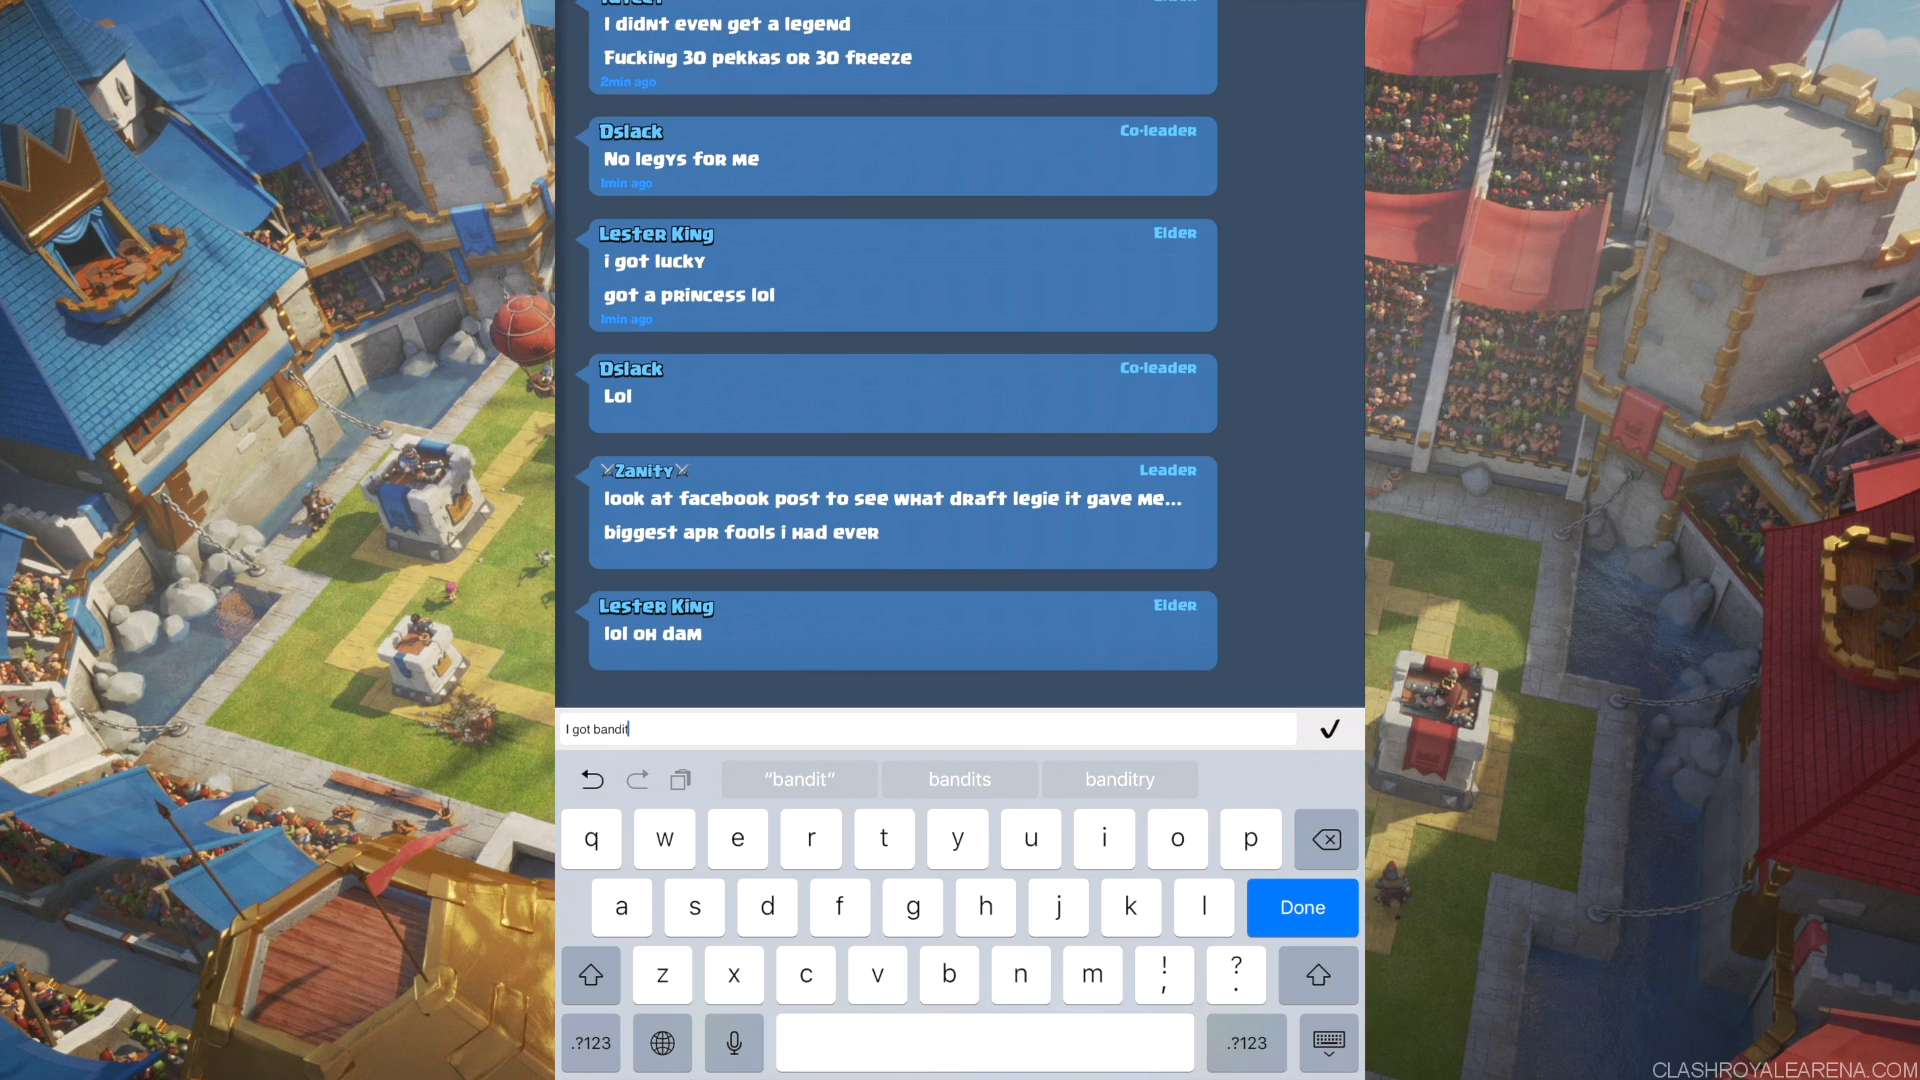 I didnt even get a legend
Fucking 30 pekkas or 30 freeze
2min ago
Dslack
Co-leader
No legys for me
1min ago
Lester King
Elder
i got lucky
got a princess lol
1min ago
Dslack
Co-leader
Lol
⚔Zanity⚔
Leader
look at facebook post to see what draft legie it gave me...
biggest apr fools i had ever
Lester King
Elder
lol oh dam
I got bandit
“bandit” bandits banditry
q w e r t y u i o p
a s d f g h j k l Done
z x c v b n m ! , ? .
.?123 .?123
CLASHROYALEARENA.COM